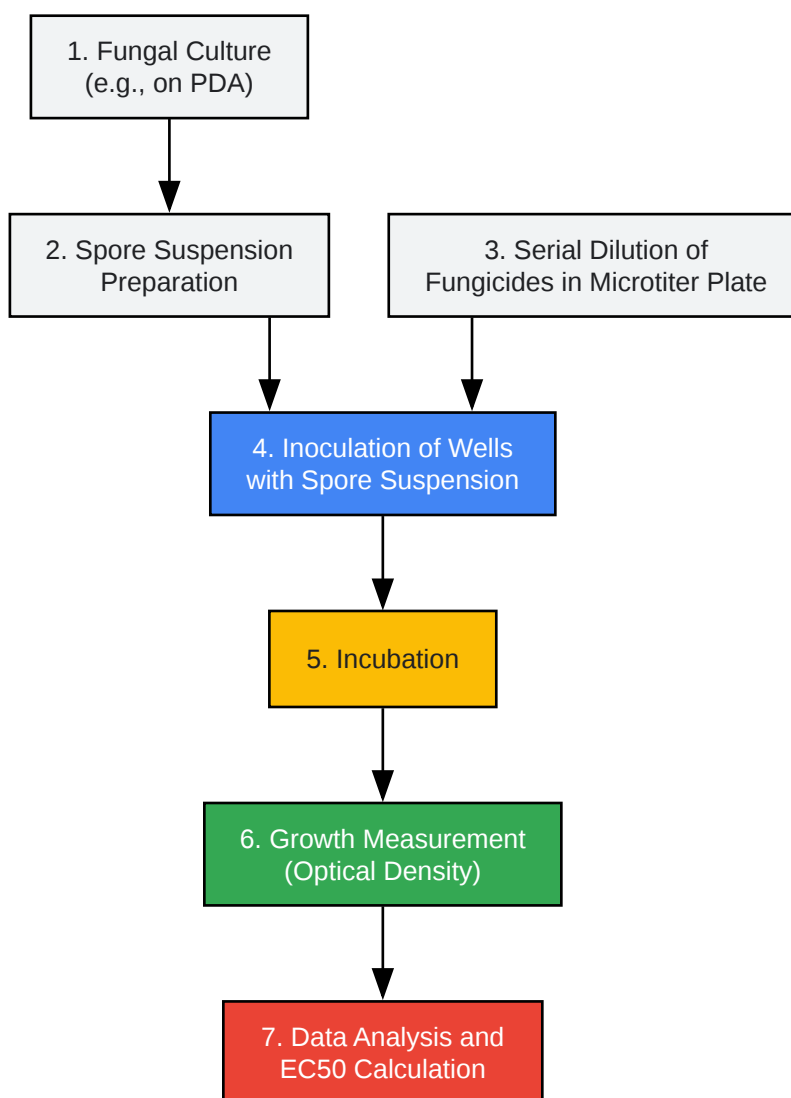 1. Fungal Culture
(e.g., on PDA)
2. Spore Suspension
Preparation
3. Serial Dilution of
Fungicides in Microtiter Plate
4. Inoculation of Wells
with Spore Suspension
5. Incubation
6. Growth Measurement
(Optical Density)
7. Data Analysis and
EC50 Calculation